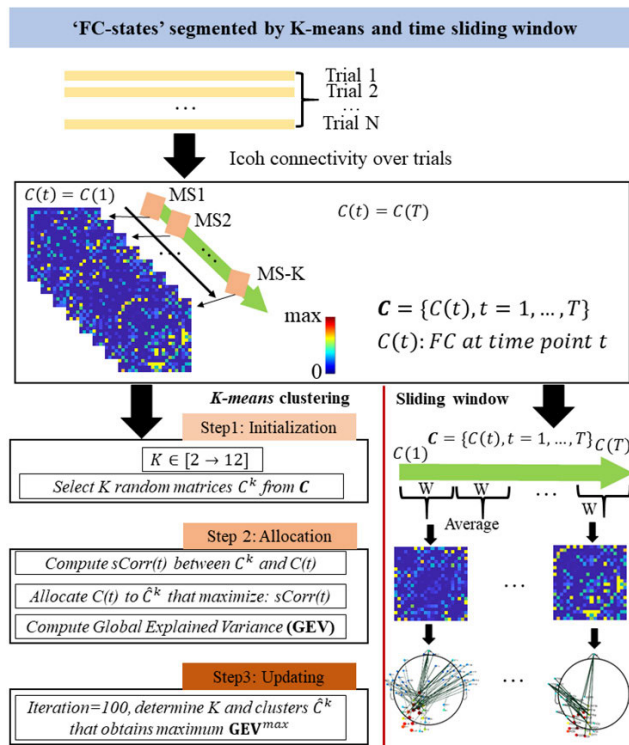 'FC-states' segmented by K-means and time sliding window
Trial 1
Trial 2
...
...
Trial N
Icoh connectivity over trials
C(t) = C(1)
MS1
MS2
...
...
MS-K
C(t) = C(T)
max
0
C = {C(t), t = 1, ..., T}
C(t): FC at time point t
K-means clustering
Step1: Initialization
K ∈ [2 → 12]
Select K random matrices C^k from C
Step 2: Allocation
Compute sCorr(t) between C^k and C(t)
Allocate C(t) to Ĉ^k that maximize: sCorr(t)
Compute Global Explained Variance (GEV)
Step3: Updating
Iteration=100, determine K and clusters Ĉ^k
that obtains maximum GEV^max
Sliding window
C = {C(t), t = 1, ..., T}
C(1)
C(T)
W
W
...
W
Average
...
...